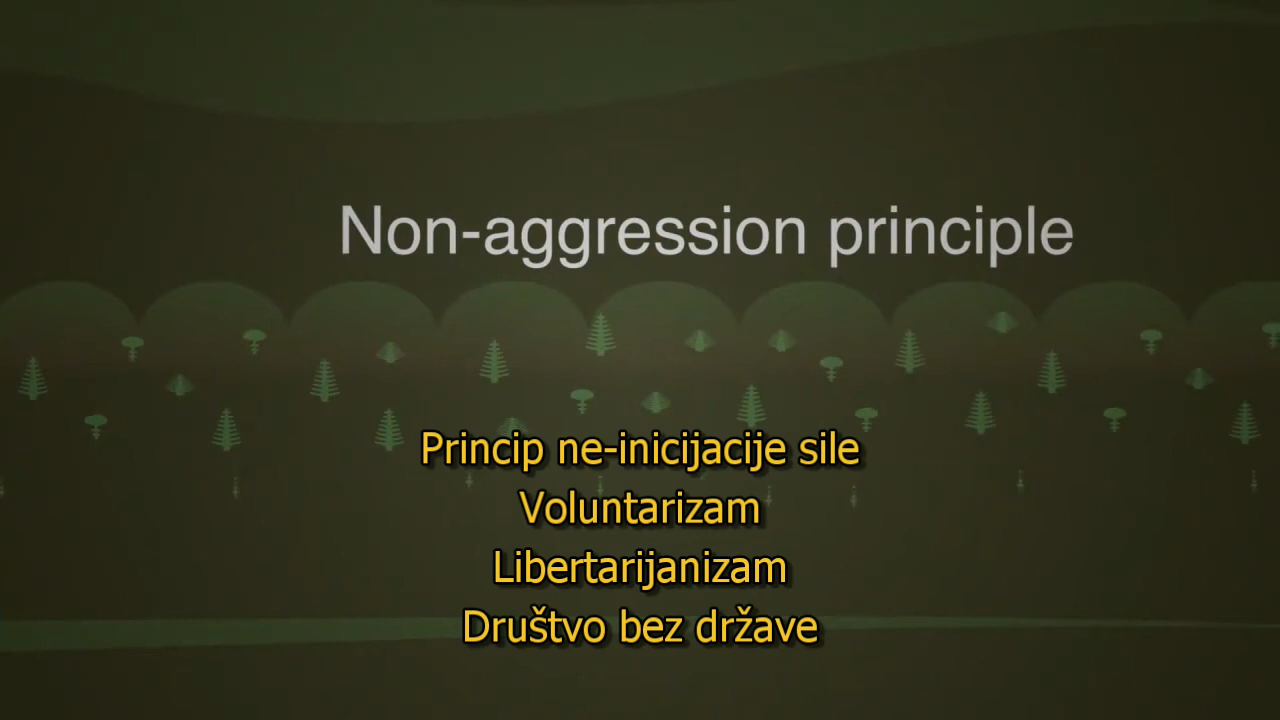 Non-aggression principle
Princip ne-inicijacije sile
Voluntarizam
Libertarijanizam
Društvo bez države